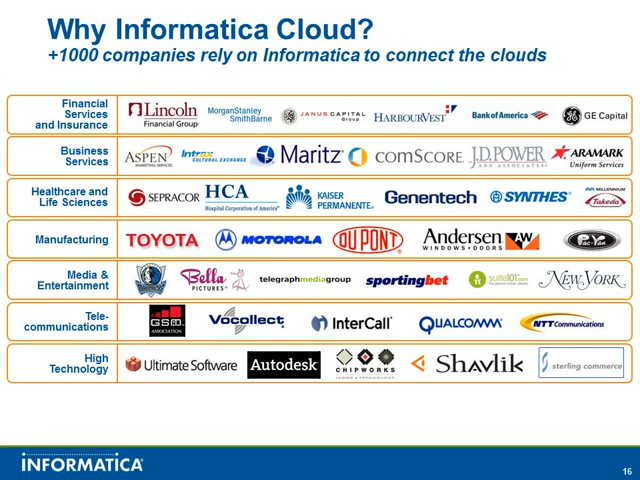 Why Informatica Cloud?
+1000 companies rely on Informatica to connect the clouds
Financial
Services
and Insurance
Lincoln
Financial Group
MorganStanley
SmithBarne
JANUS CAPITAL
Group
HARBOURVEST
Bank of America
GE Capital
Business
Services
ASPEN
MARKETING SERVICES
Intrax
CULTURAL EXCHANGE
Maritz
comSCORE
J.D.POWER
AND ASSOCIATES
ARAMARK
Uniform Services
Healthcare and
Life Sciences
SEPRACOR
HCA
Hospital Corporation of America
KAISER
PERMANENTE
Genentech
SYNTHES
MILLENNIUM
Takeda
Manufacturing
TOYOTA
MOTOROLA
DUPONT
Andersen
WINDOWS • DOORS
AW
Pac-Van
Media &
Entertainment
Bella
PICTURES
telegraphmediagroup
sportingbet
suite101.com
NEW YORK
Tele-
communications
GSM
ASSOCIATION
Vocollect
InterCall
QUALCOMM
NTT Communications
High
Technology
Ultimate Software
Autodesk
CHIPWORKS
Shavlik
sterling commerce
INFORMATICA
16